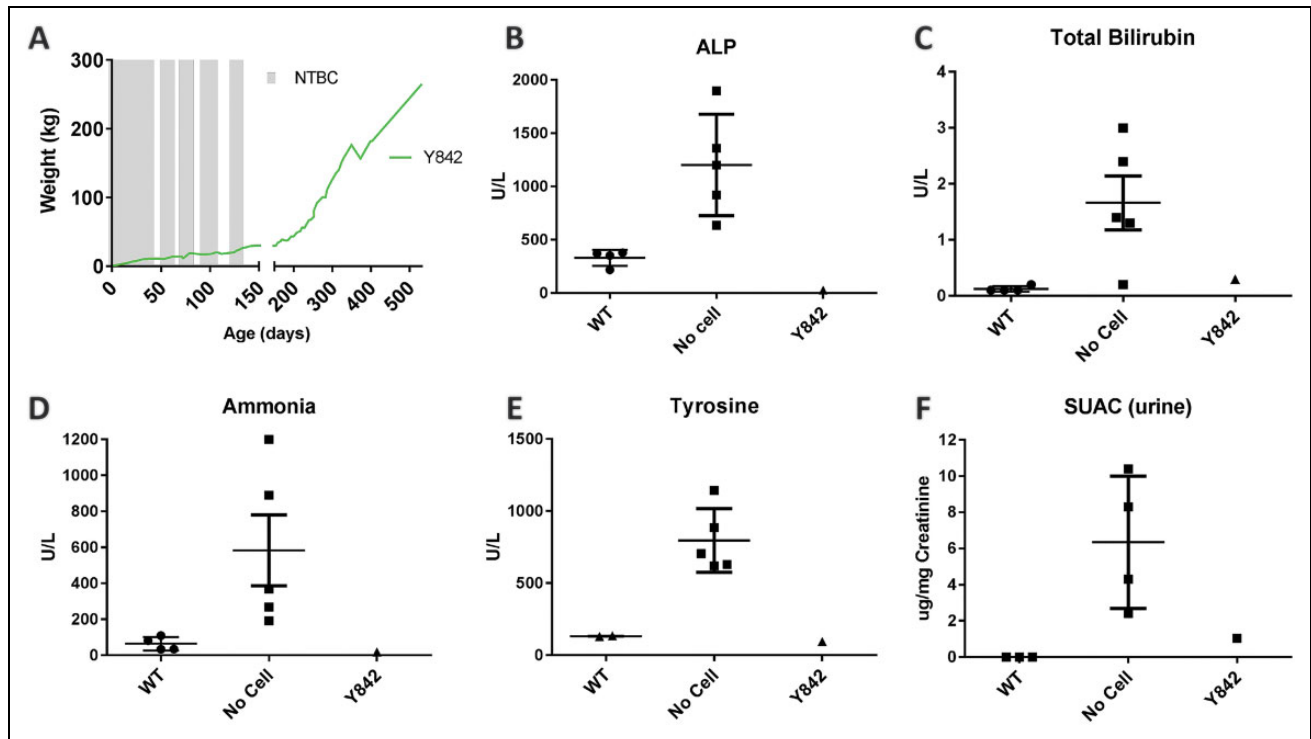 A
Weight (kg)
300
200
100
0
NTBC
Y842
0 50 100 150 200 300 400 500
Age (days)
B
ALP
U/L
2000
1500
1000
500
0
WT
No cell
Y842
C
Total Bilirubin
U/L
4
3
2
1
0
WT
No Cell
Y842
D
Ammonia
U/L
1200
1000
800
600
400
200
0
WT
No Cell
Y842
E
Tyrosine
U/L
1500
1000
500
0
WT
No Cell
Y842
F
SUAC (urine)
ug/mg Creatinine
12
10
8
6
4
2
0
WT
No Cell
Y842